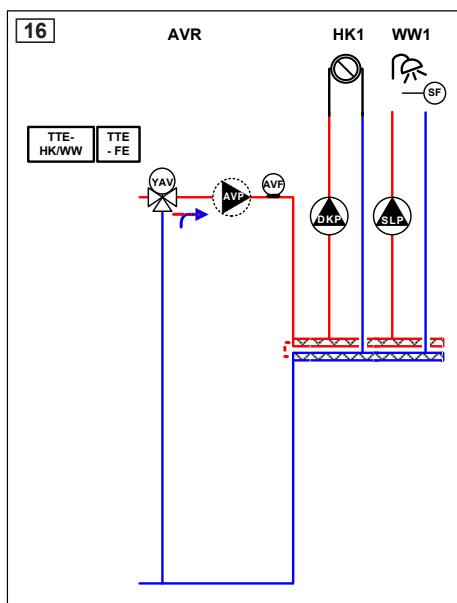 16
AVR HK1 WW1
SF
TTE-
HK/WW
TTE
- FE
YAV
AVP
AVF
DKP
SLP